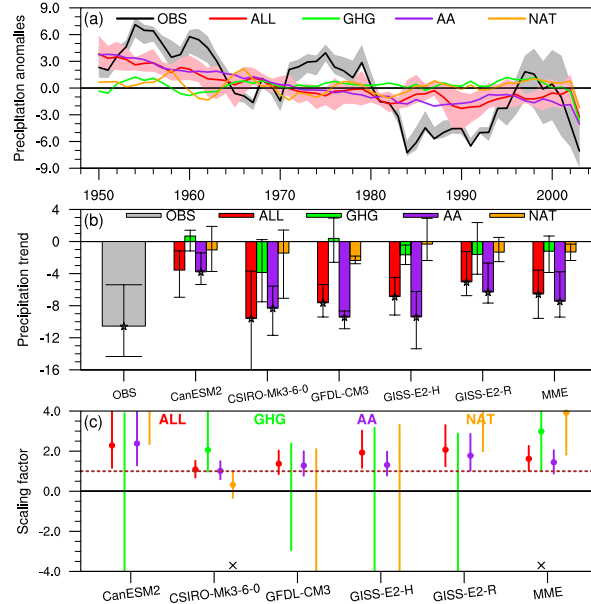 (a) OBS ALL GHG AA NAT
Precipitation anomalies
9.0
6.0
3.0
0.0
-3.0
-6.0
-9.0
1950 1960 1970 1980 1990 2000
(b) OBS ALL GHG AA NAT
Precipitation trend
4
0
-4
-8
-12
-16
OBS CanESM2 CSIRO-Mk3-6-0 GFDL-CM3 GISS-E2-H GISS-E2-R MME
(c) ALL GHG AA NAT
Scaling factor
4.0
2.0
0.0
-2.0
-4.0
CanESM2 CSIRO-Mk3-6-0 GFDL-CM3 GISS-E2-H GISS-E2-R MME